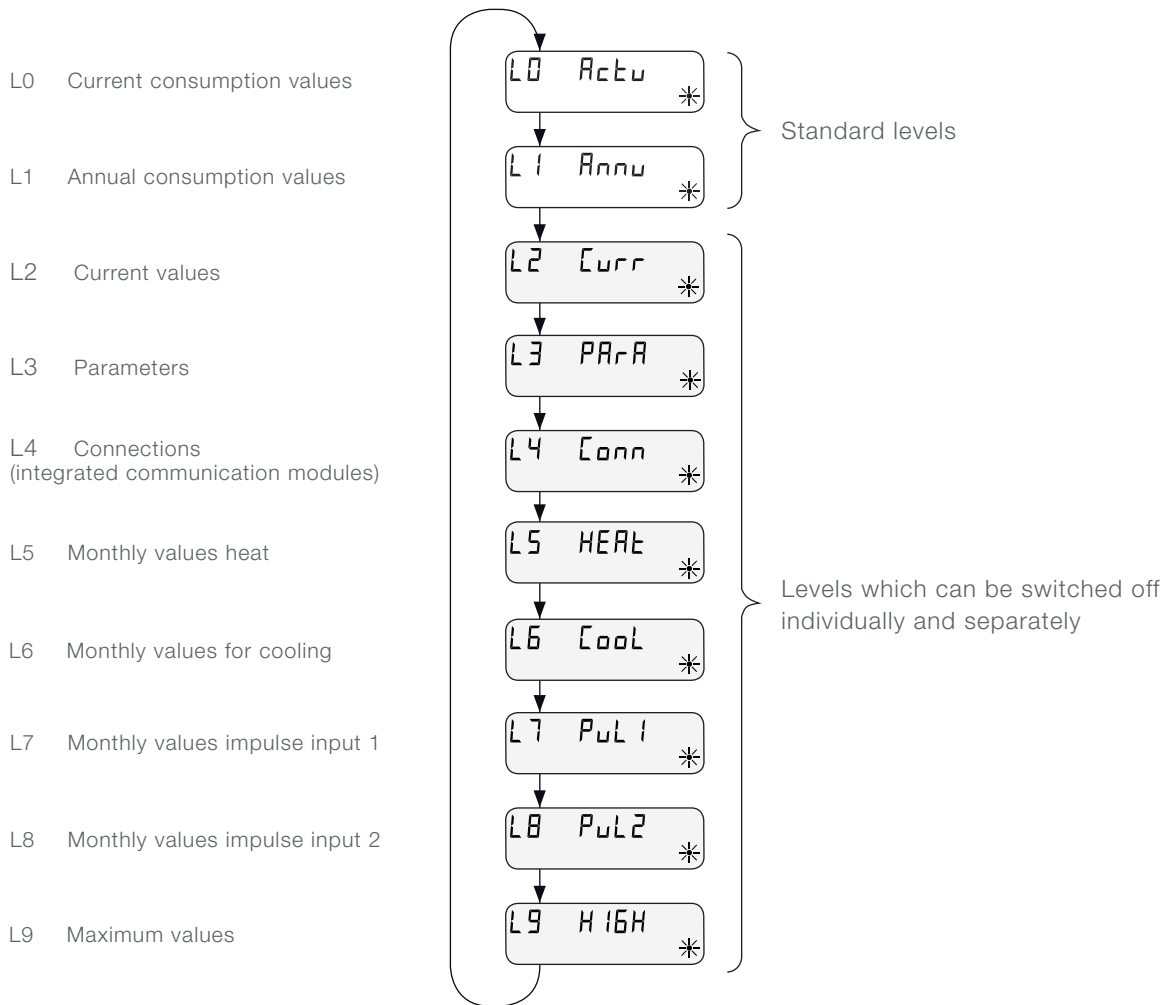 L0 Current consumption values
L0 Actu
Standard levels
L1 Annual consumption values
L1 Annu
L2 Current values
L2 Curr
L3 Parameters
L3 PArA
L4 Connections
(integrated communication modules)
L4 Conn
L5 Monthly values heat
L5 HEAt
Levels which can be switched off
individually and separately
L6 Monthly values for cooling
L6 CooL
L7 Monthly values impulse input 1
L7 PuL1
L8 Monthly values impulse input 2
L8 PuL2
L9 Maximum values
L9 HIGH